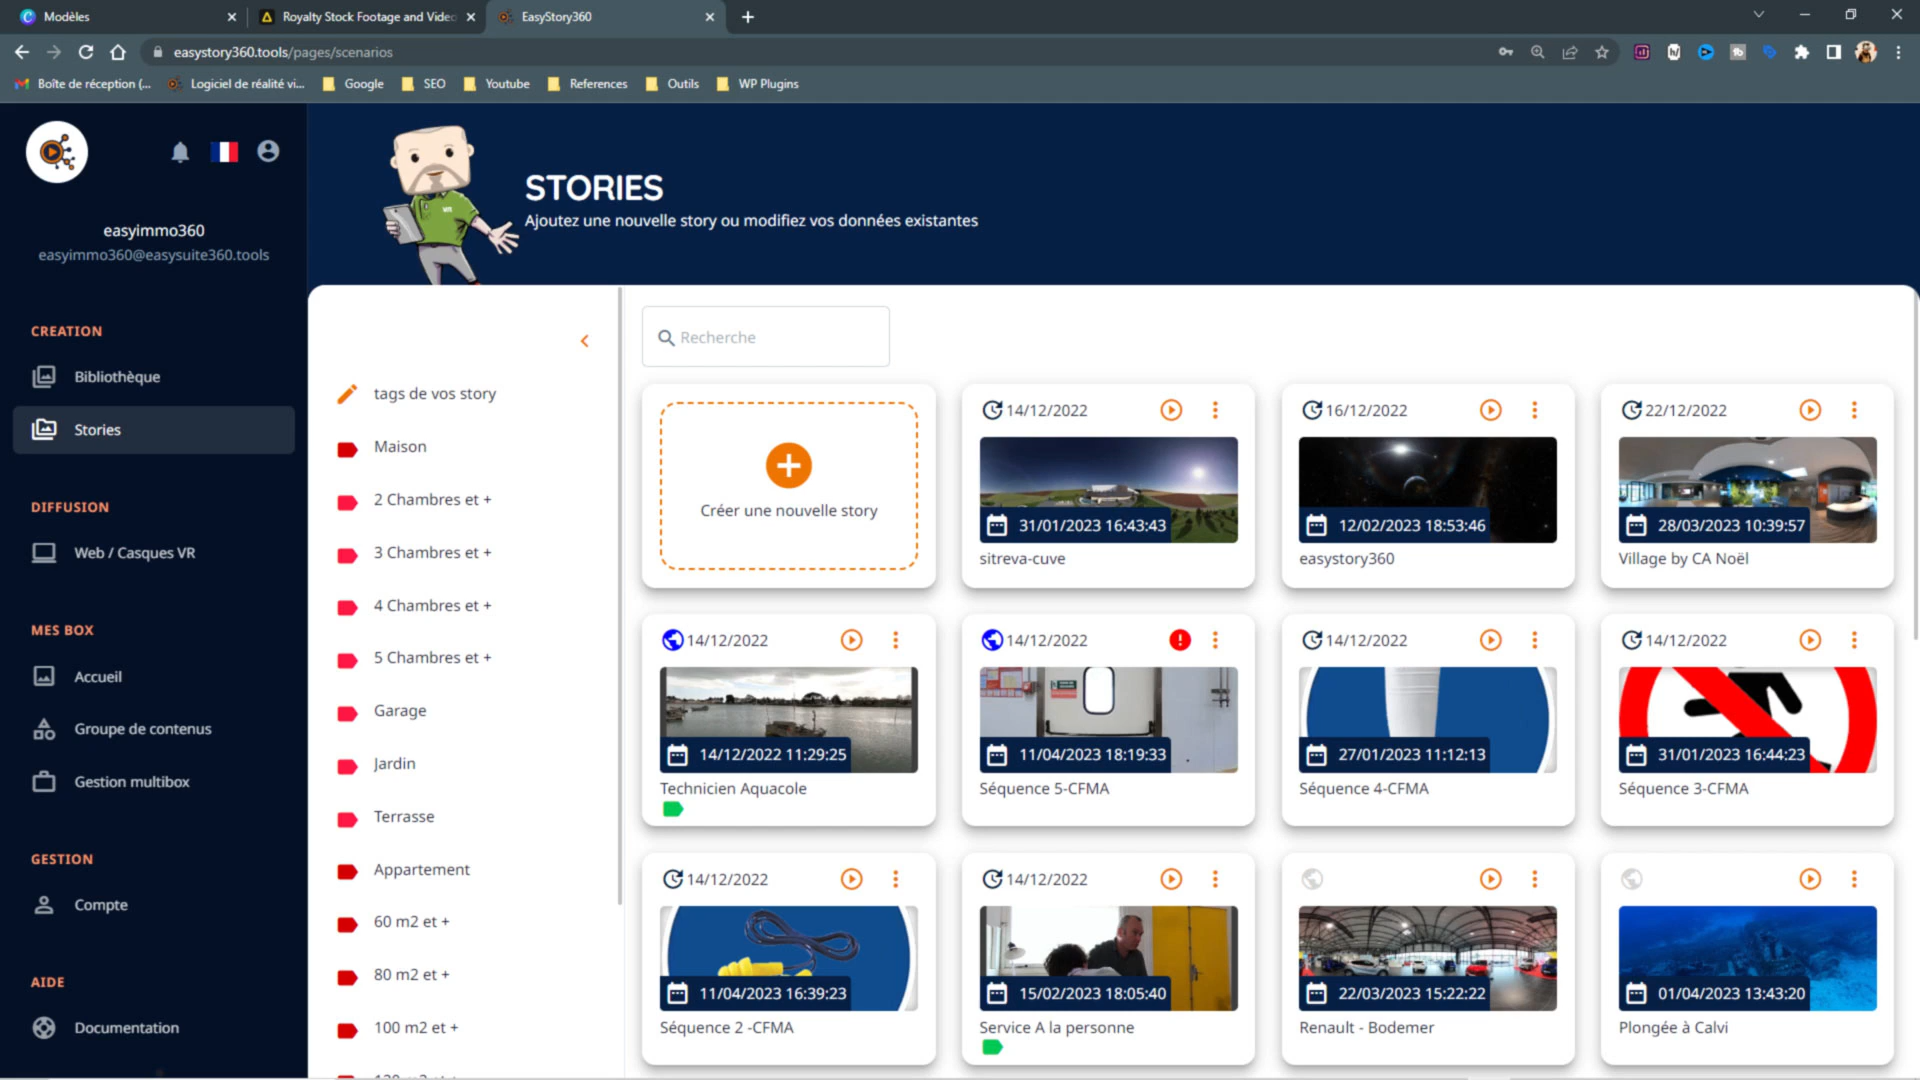 Modèles
Royalty Stock Footage and Video
EasyStory360
easystory360.tools/pages/scenarios
Boîte de réception (...
Logiciel de réalité vi...
Google
SEO
Youtube
References
Outils
WP Plugins
easyimmo360
easyimmo360@easysuite360.tools
CREATION
Bibliothèque
Stories
DIFFUSION
Web / Casques VR
MES BOX
Accueil
Groupe de contenus
Gestion multibox
GESTION
Compte
AIDE
Documentation
STORIES
Ajoutez une nouvelle story ou modifiez vos données existantes
tags de vos story
Maison
2 Chambres et +
3 Chambres et +
4 Chambres et +
5 Chambres et +
Garage
Jardin
Terrasse
Appartement
60 m2 et +
80 m2 et +
100 m2 et +
Recherche
Créer une nouvelle story
14/12/2022
31/01/2023 16:43:43
sitreva-cuve
16/12/2022
12/02/2023 18:53:46
easystory360
22/12/2022
28/03/2023 10:39:57
Village by CA Noël
14/12/2022
14/12/2022 11:29:25
Technicien Aquacole
14/12/2022
11/04/2023 18:19:33
Séquence 5-CFMA
14/12/2022
27/01/2023 11:12:13
Séquence 4-CFMA
14/12/2022
31/01/2023 16:44:23
Séquence 3-CFMA
14/12/2022
11/04/2023 16:39:23
Séquence 2 -CFMA
14/12/2022
15/02/2023 18:05:40
Service A la personne
22/03/2023 15:22:22
Renault - Bodemer
01/04/2023 13:43:20
Plongée à Calvi